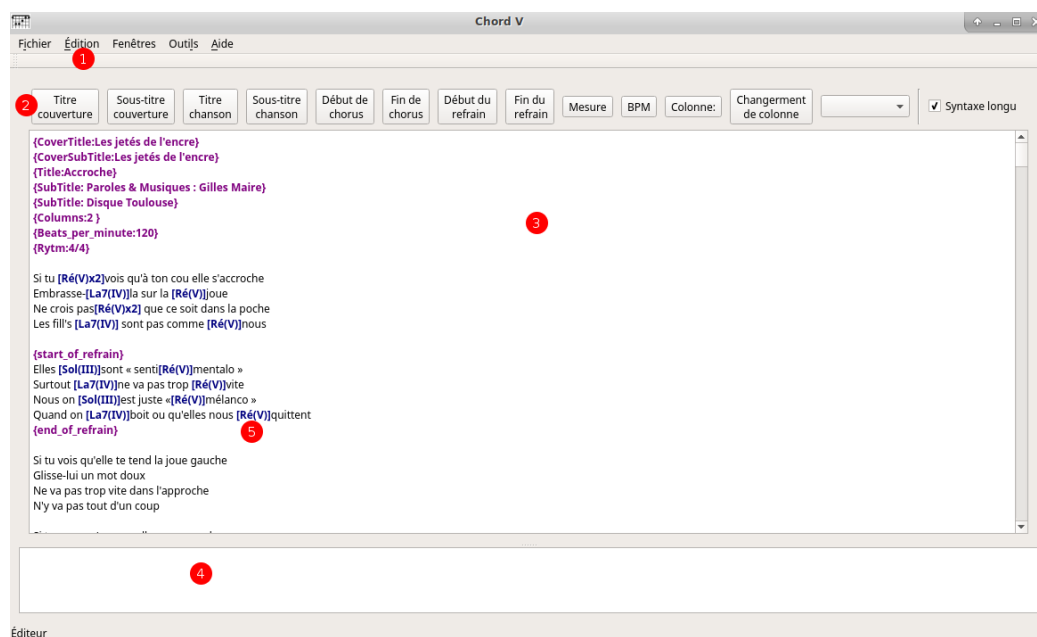 Chord V
Fichier Édition Fenêtres Outils Aide
1
2
Titre couverture
Sous-titre couverture
Titre chanson
Sous-titre chanson
Début de chorus
Fin de chorus
Début du refrain
Fin du refrain
Mesure
BPM
Colonne:
Changerment de colonne
Syntaxe longu
{CoverTitle:Les jetés de l'encre}
{CoverSubTitle:Les jetés de l'encre}
{Title:Accroche}
{SubTitle: Paroles & Musiques : Gilles Maire}
{SubTitle: Disque Toulouse}
3
{Columns:2 }
{Beats_per_minute:120}
{Rytm:4/4}
Si tu [Ré(V)x2]vois qu'à ton cou elle s'accroche
Embrasse-[La7(IV)]la sur la [Ré(V)]joue
Ne crois pas[Ré(V)x2] que ce soit dans la poche
Les fill's [La7(IV)] sont pas comme [Ré(V)]nous
{start_of_refrain}
Elles [Sol(III)]sont « senti[Ré(V)]mentalo »
Surtout [La7(IV)]ne va pas trop [Ré(V)]vite
Nous on [Sol(III)]est juste «[Ré(V)]mélanco »
Quand on [La7(IV)]boit ou qu'elles nous [Ré(V)]quittent
{end_of_refrain}
5
Si tu vois qu'elle te tend la joue gauche
Glisse-lui un mot doux
Ne va pas trop vite dans l'approche
N'y va pas tout d'un coup
4
Éditeur